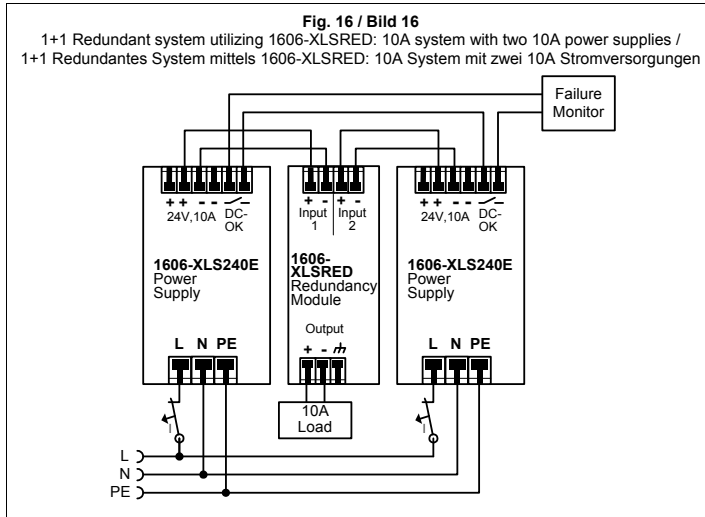 Fig. 16 / Bild 16
1+1 Redundant system utilizing 1606-XLSRED: 10A system with two 10A power supplies /
1+1 Redundantes System mittels 1606-XLSRED: 10A System mit zwei 10A Stromversorgungen
Failure
Monitor
+ + - -
24V,10A DC-
OK
1606-XLS240E
Power
Supply
L N PE
+ - + -
Input Input
1 2
1606-
XLSRED
Redundancy
Module
Output
+ -
10A
Load
+ + - -
24V,10A DC-
OK
1606-XLS240E
Power
Supply
L N PE
I
I
L
N
PE